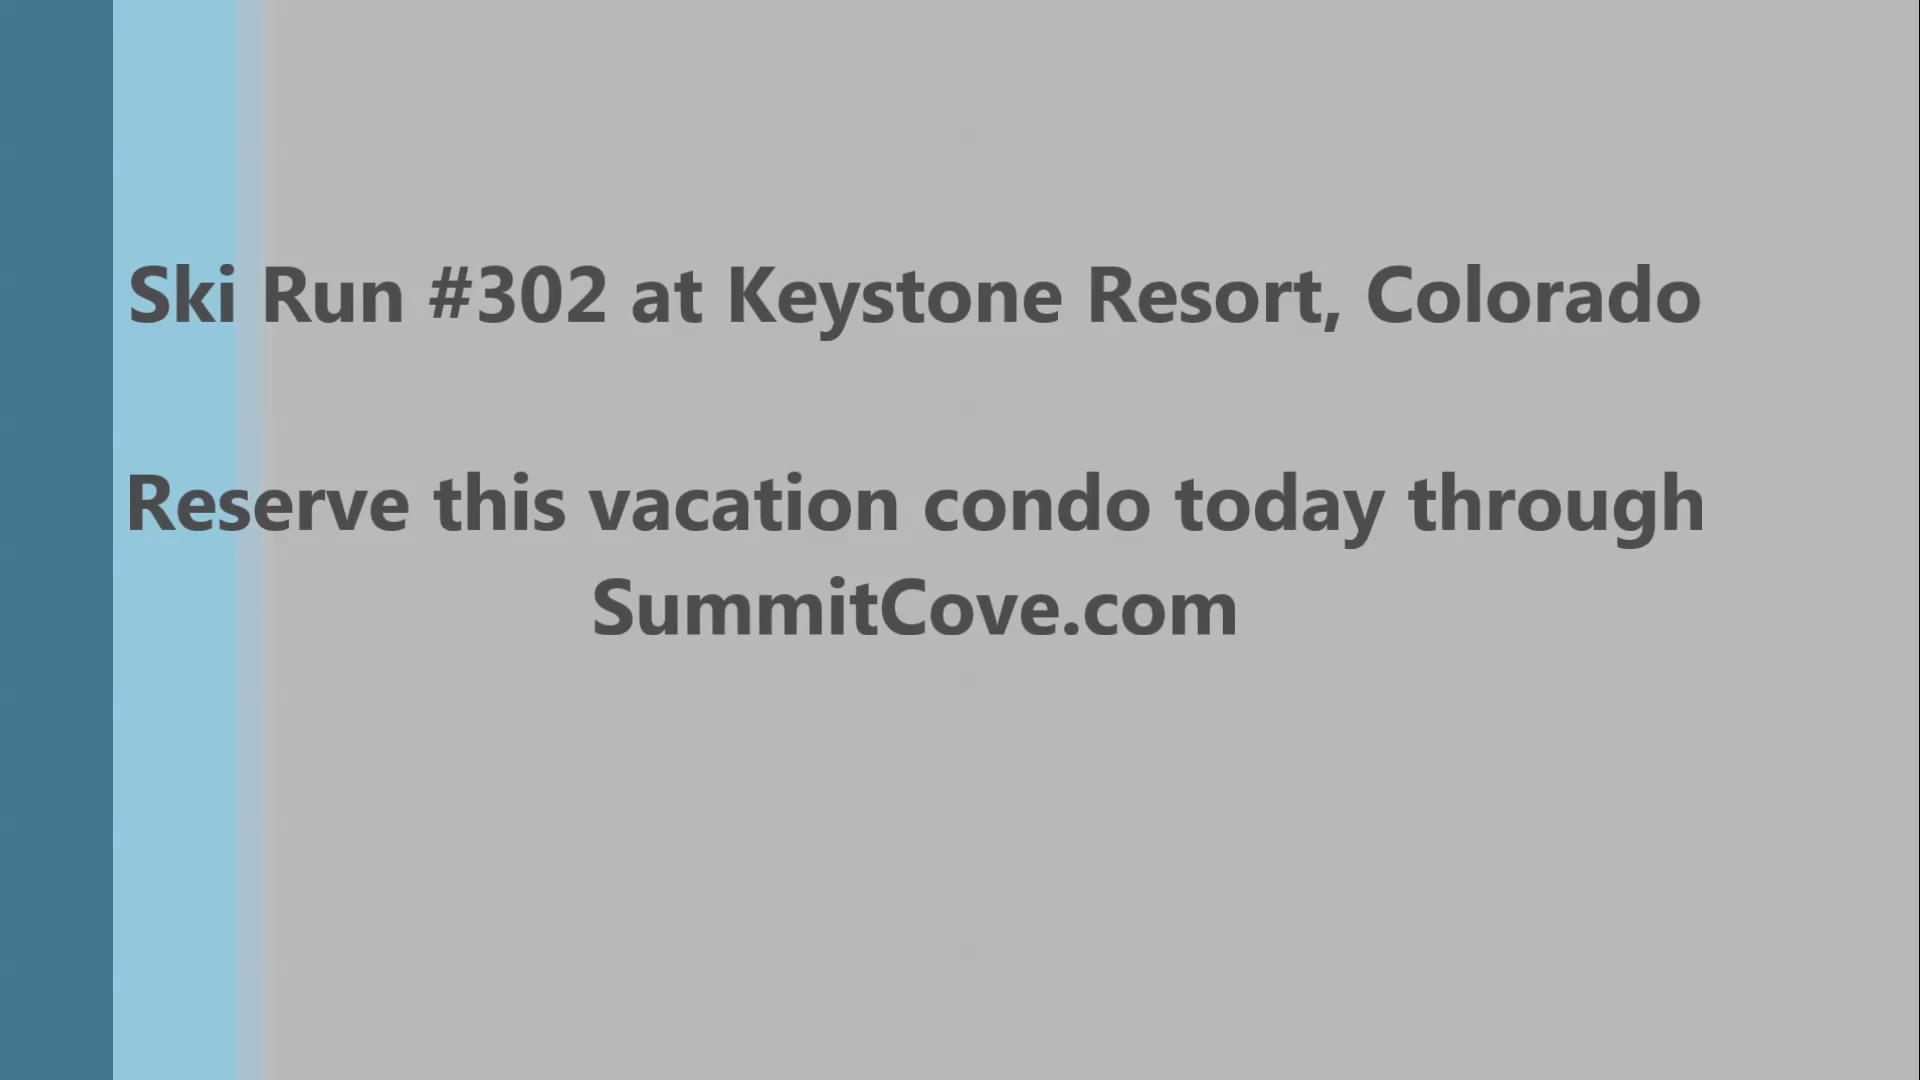 Ski Run #302 at Keystone Resort, Colorado
Reserve this vacation condo today through
SummitCove.com